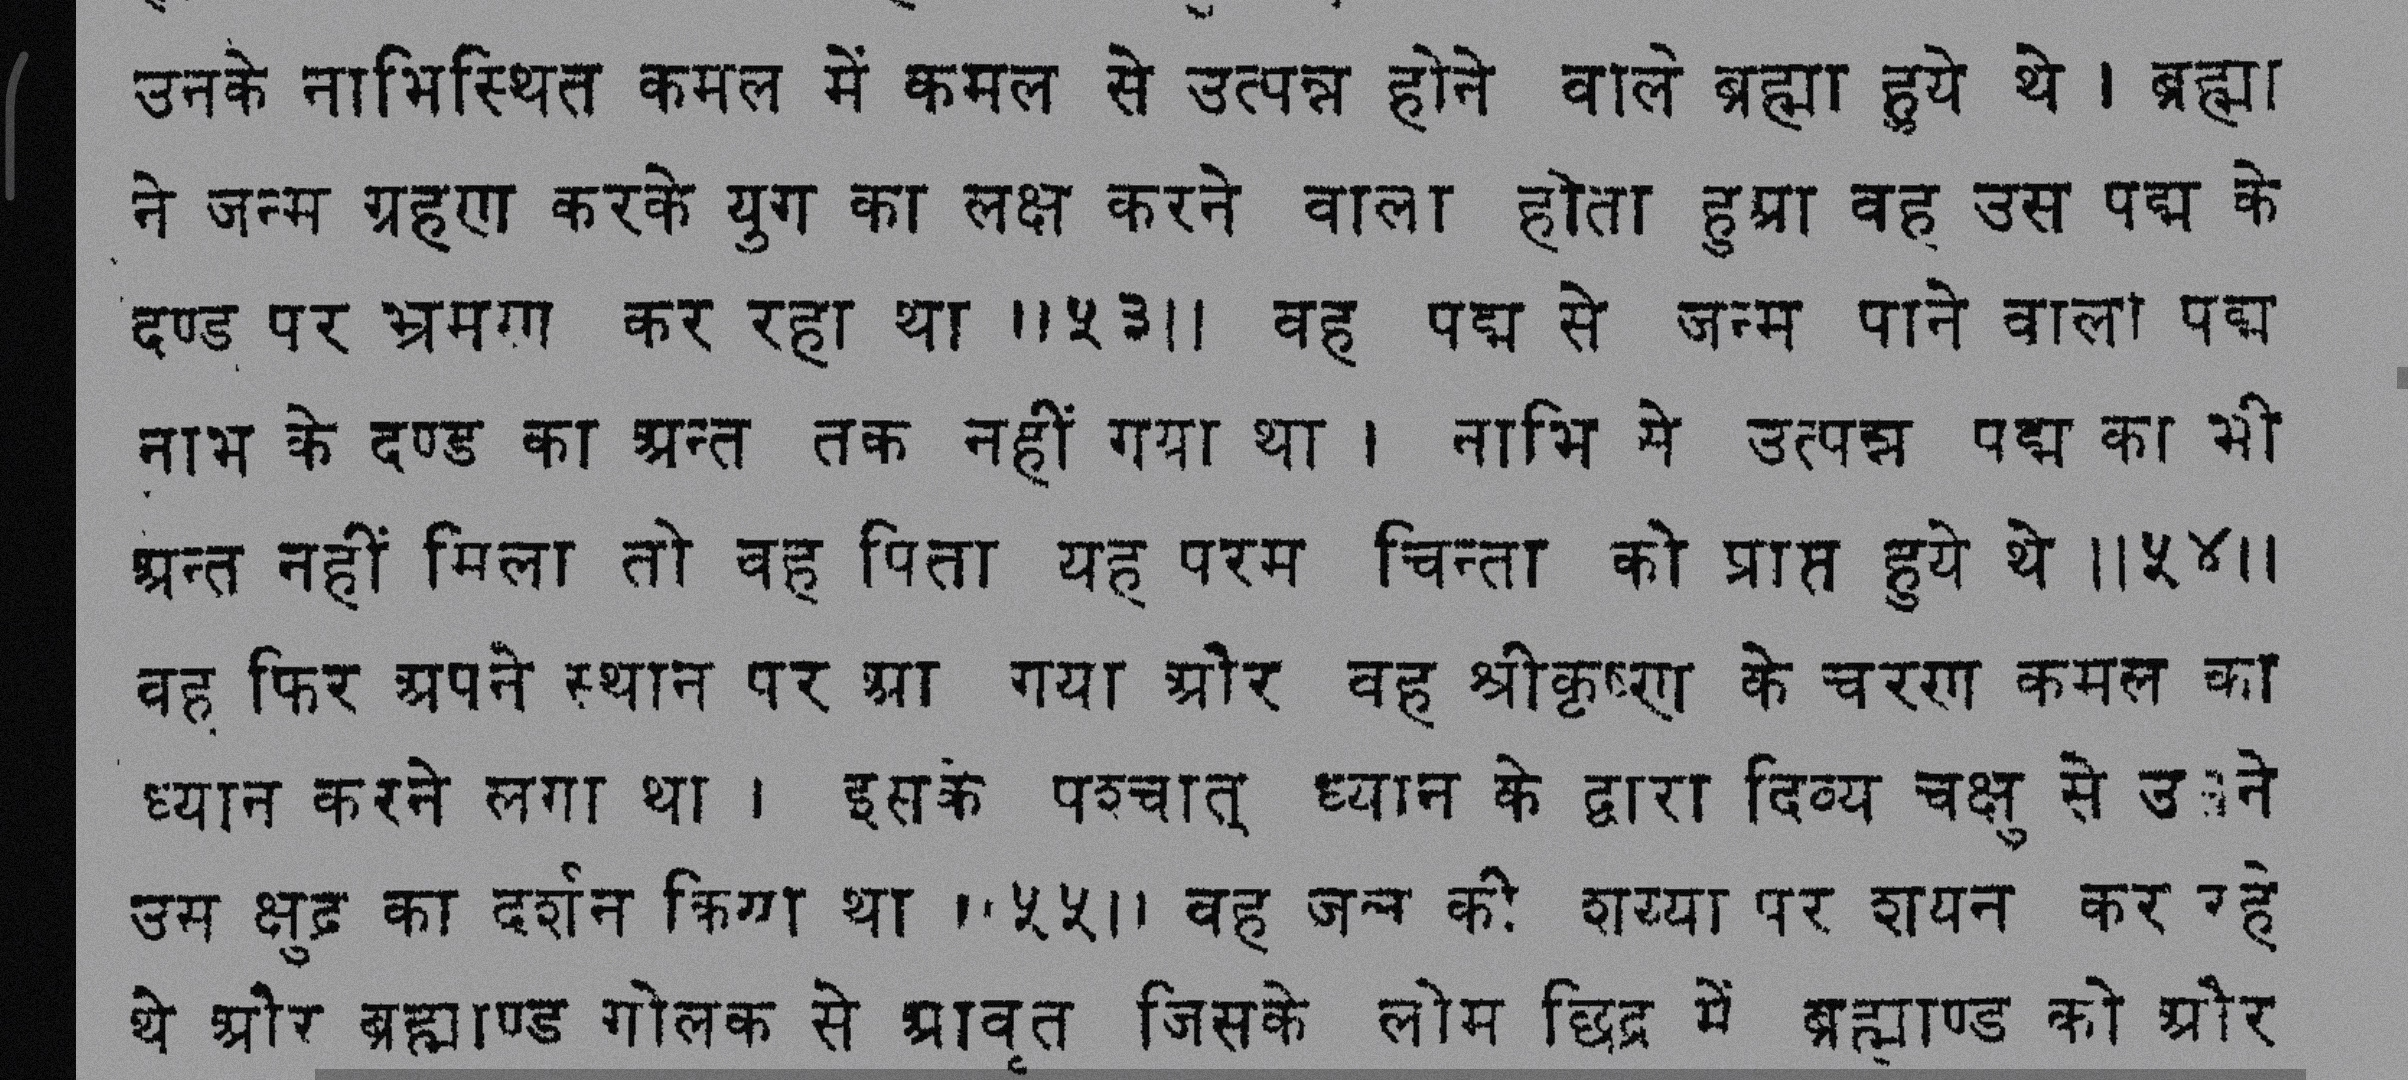 उनके नाभिस्थित कमल में कमल से उत्पन्न होने वाले ब्रह्मा हुये थे । ब्रह्मा
ने जन्म ग्रहण करके युग का लक्ष करने वाला होता हुआ वह उस पद्म के
दण्ड पर भ्रमण कर रहा था ।।५३।। वह पद्म से जन्म पाने वाला पद्म
नाभ के दण्ड का अन्त तक नहीं गया था । नाभि मे उत्पन्न पद्म का भी
अन्त नहीं मिला तो वह पिता यह परम चिन्ता को प्राप्त हुये थे ।।५४।।
वह फिर अपने स्थान पर आ गया और वह श्रीकृष्ण के चरण कमल का
ध्यान करने लगा था । इसके पश्चात् ध्यान के द्वारा दिव्य चक्षु से
उस क्षुद्र का दर्शन किया था ।।५५।। वह जल की शय्या पर शयन कर रहे
थे और ब्रह्माण्ड गोलक से आवृत जिसके लोम छिद्र में ब्रह्माण्ड को और